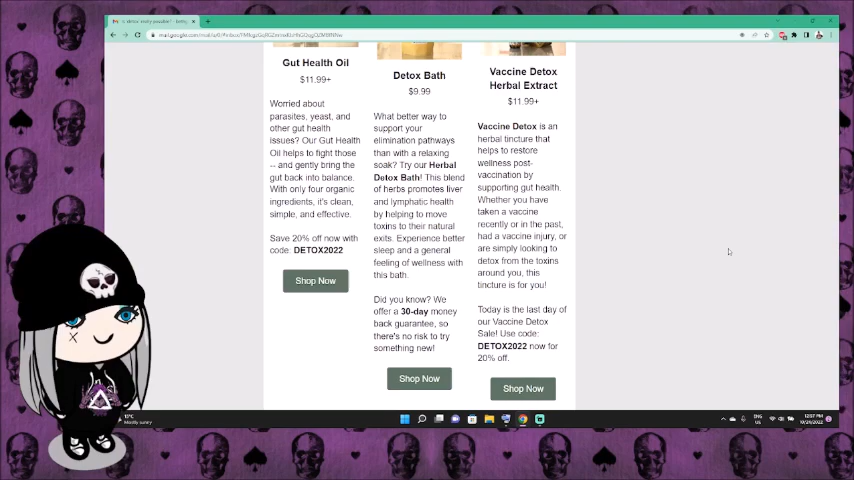 Gut Health Oil
$11.99+
Worried about
parasites, yeast, and
other gut health
issues? Our Gut Health
Oil helps to fight those
-- and gently bring the
gut back into balance.
With only four organic
ingredients, it's clean,
simple, and effective.
Save 20% off now with
code: DETOX2022
Shop Now
Detox Bath
$9.99
What better way to
support your
elimination pathways
than with a relaxing
soak? Try our Herbal
Detox Bath! This blend
of herbs promotes liver
and lymphatic health
by helping to move
toxins to their natural
exits. Experience better
sleep and a general
feeling of wellness with
this bath.
Did you know? We
offer a 30-day money
back guarantee, so
there's no risk to try
something new!
Shop Now
Vaccine Detox
Herbal Extract
$11.99+
Vaccine Detox is an
herbal tincture that
helps to restore
wellness post-
vaccination by
supporting gut health.
Whether you have
taken a vaccine
recently or in the past,
had a vaccine injury, or
are simply looking to
detox from the toxins
around you, this
tincture is for you!
Today is the last day of
our Vaccine Detox
Sale! Use code:
DETOX2022 now for
20% off.
Shop Now
Mostly sunny
ENG
US
12:07 PM
10/24/2022